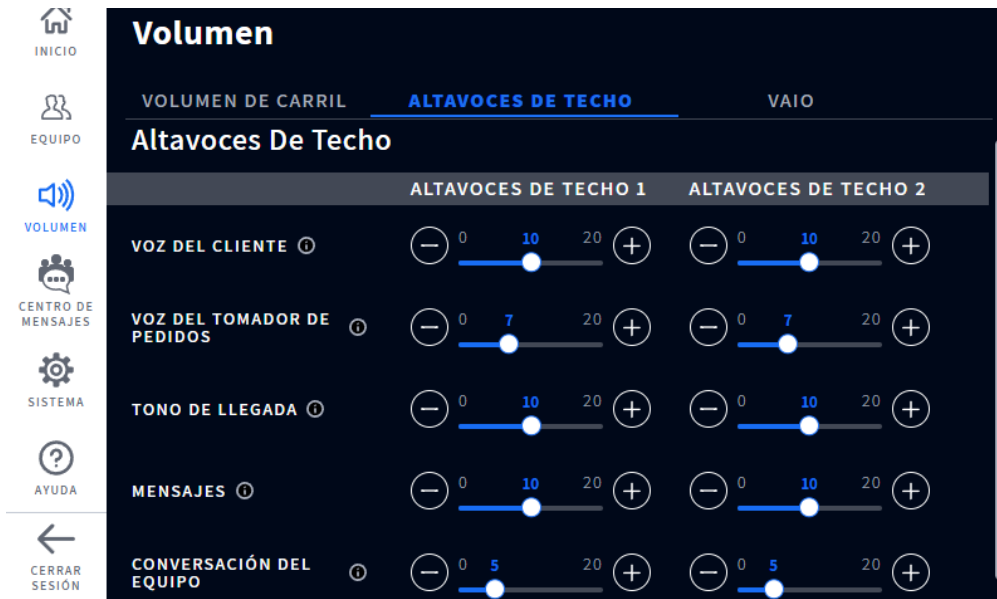 INICIO
EQUIPO
VOLUMEN
CENTRO DE
MENSAJES
SISTEMA
AYUDA
CERRAR
SESIÓN
Volumen
VOLUMEN DE CARRIL ALTAVOCES DE TECHO VAIO
Altavoces De Techo
ALTAVOCES DE TECHO 1 ALTAVOCES DE TECHO 2
VOZ DEL CLIENTE 0 10 20 0 10 20
VOZ DEL TOMADOR DE
PEDIDOS 0 7 20 0 7 20
TONO DE LLEGADA 0 10 20 0 10 20
MENSAJES 0 10 20 0 10 20
CONVERSACIÓN DEL
EQUIPO 0 5 20 0 5 20